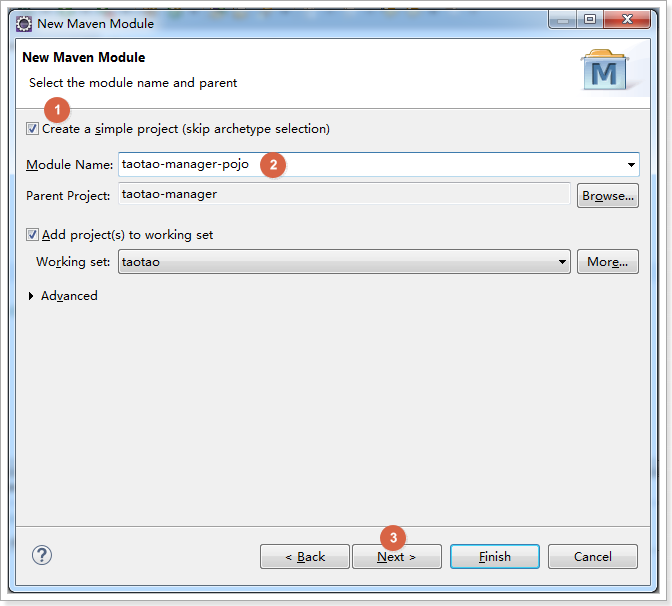 New Maven Module
New Maven Module
Select the module name and parent
M
1
Create a simple project (skip archetype selection)
Module Name: taotao-manager-pojo 2
Parent Project: taotao-manager Browse...
Add project(s) to working set
Working set: taotao More...
Advanced
3
? < Back Next > Finish Cancel